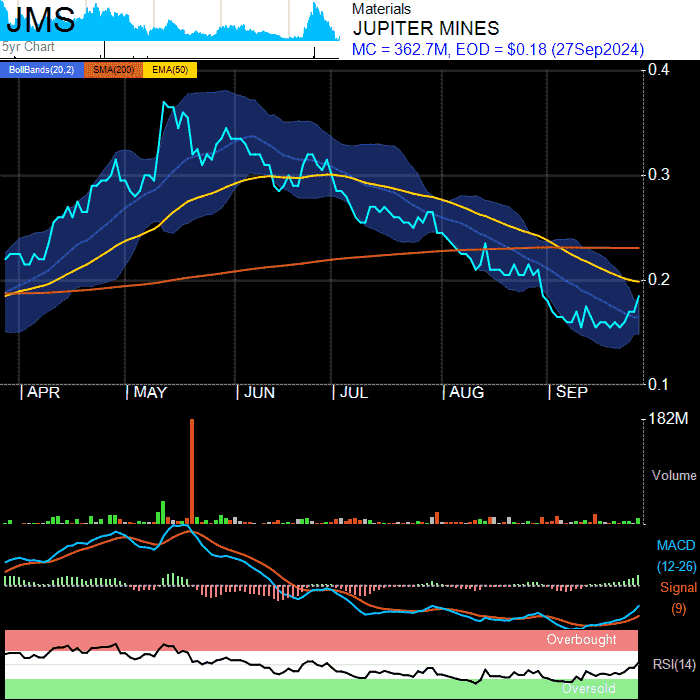 JMS
5yr Chart
Materials
JUPITER MINES
MC = 362.7M, EOD = $0.18 (27Sep2024)
BollBands(20,2) SMA(200) EMA(50)
0.4
0.3
0.2
0.1
APR MAY JUN JUL AUG SEP
182M
Volume
MACD
(12-26)
Signal
(9)
Overbought
RSI(14)
Oversold